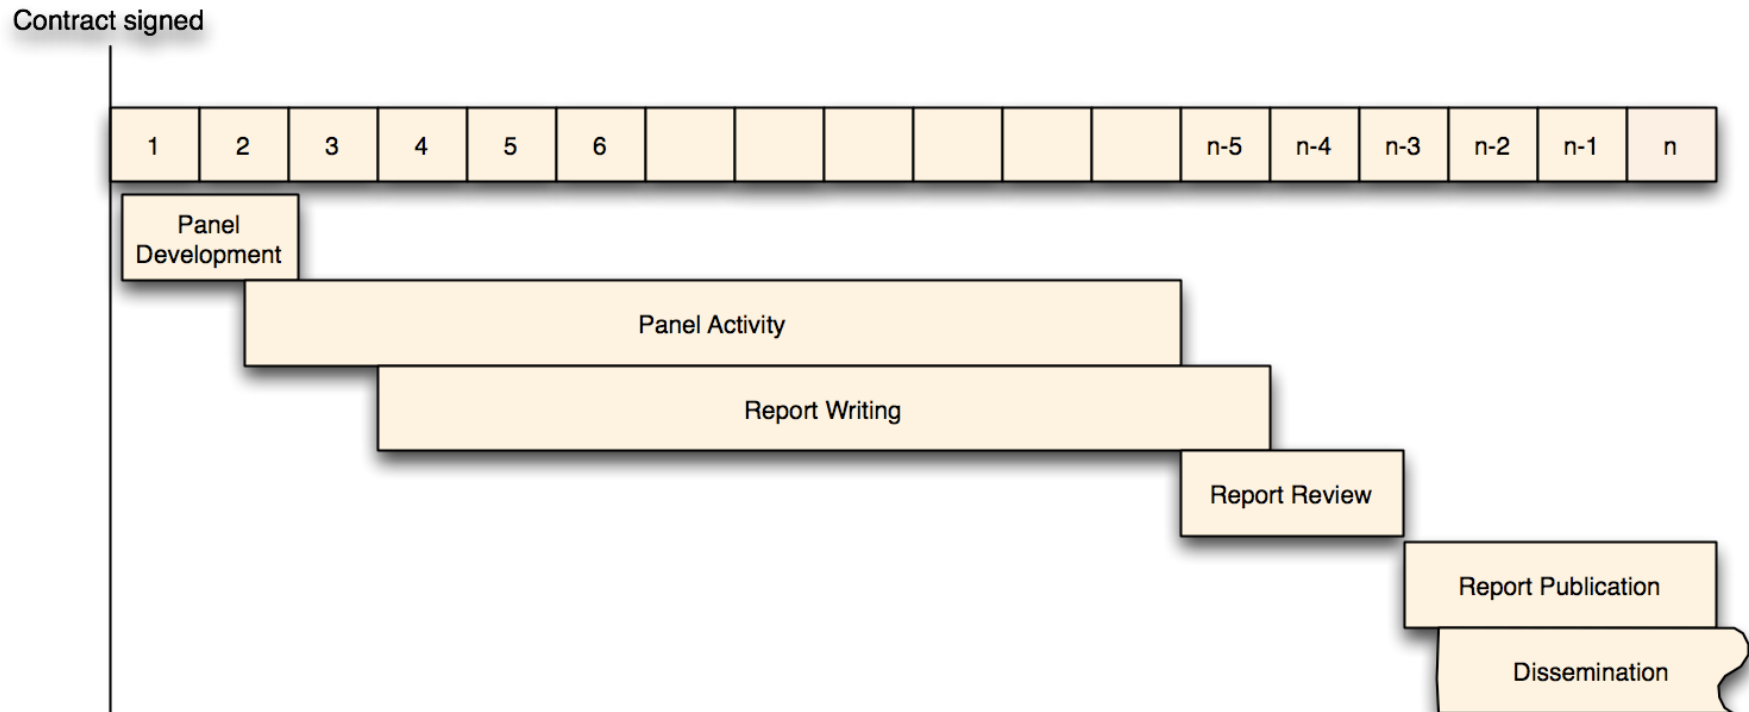 Contract signed
1 2 3 4 5 6 n-5 n-4 n-3 n-2 n-1 n
Panel
Development
Panel Activity
Report Writing
Report Review
Report Publication
Dissemination